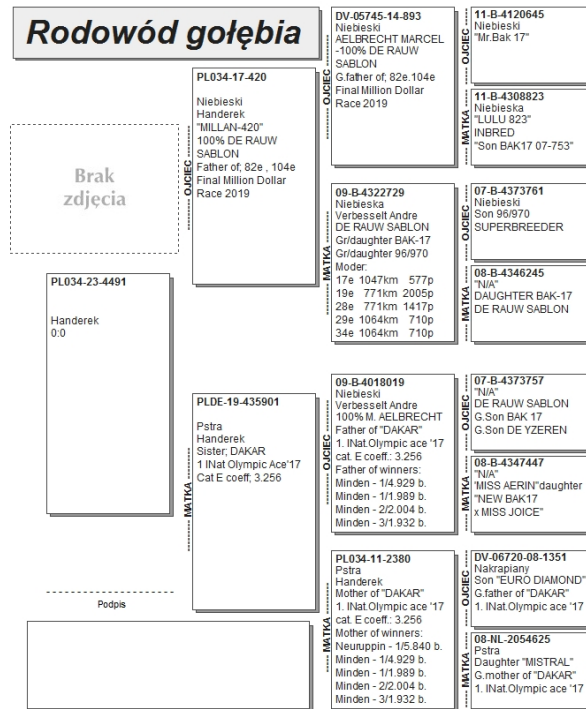 Rodowód gołębia
Brak
zdjęcia
PL034-23-4491
Handerek
0:0
Podpis
OJCIEC
PL034-17-420
Niebieski
Handerek
"MILLAN-420"
100% DE RAUW
SABLON
Father of; 82e , 104e
Final Million Dollar
Race 2019
MATKA
PLDE-19-435901
Pstra
Handerek
Sister; DAKAR
1 INat Olympic Ace'17
Cat E coeff; 3.256
OJCIEC
DV-05745-14-893
Niebieski
AELBRECHT MARCEL
-100% DE RAUW
SABLON
G.father of; 82e.104e
Final Million Dollar
Race 2019
MATKA
09-B-4322729
Niebieska
Verbesselt Andre
DE RAUW SABLON
Gr/daughter BAK-17
Gr/daughter 96/970
Moder:
17e 1047km 577p
19e 771km 2005p
28e 771km 1417p
29e 1064km 710p
34e 1064km 710p
OJCIEC
09-B-4018019
Niebieski
Verbesselt Andre
100% M. AELBRECHT
Father of "DAKAR"
1. INat.Olympic Ace '17
cat. E coeff.: 3.256
Father of winners:
Minden - 1/4.929 b.
Minden - 1/1.989 b.
Minden - 2/2.004 b.
Minden - 3/1.932 b.
MATKA
PL034-11-2380
Pstra
Handerek
Mother of "DAKAR"
1. INat.Olympic ace '17
cat. E coeff.: 3.256
Mother of winners:
Neuruppin - 1/5.840 b.
Minden - 1/4.929 b.
Minden - 1/1.989 b.
Minden - 2/2.004 b.
Minden - 3/1.932 b.
OJCIEC
11-B-4120645
Niebieski
"Mr.Bak 17"
MATKA
11-B-4308823
Niebieska
"LULU 823"
INBRED
"Son BAK17 07-753"
OJCIEC
07-B-4373761
Niebieski
Son 96/970
SUPERBREEDER
MATKA
08-B-4346245
"N/A"
DAUGHTER BAK-17
DE RAUW SABLON
OJCIEC
07-B-4373757
"N/A"
DE RAUW SABLON
G.Son BAK 17
G.Son DE YZEREN
MATKA
08-B-4347447
"N/A"
"MISS AERIN"daughter
"NEW BAK17
x MISS JOICE"
OJCIEC
DV-06720-08-1351
Nakrapiany
Son "EURO DIAMOND"
G.father of "DAKAR"
1. INat.Olympic ace '17
MATKA
08-NL-2054625
Pstra
Daughter "MISTRAL"
G.mother of "DAKAR"
1. INat.Olympic ace '17